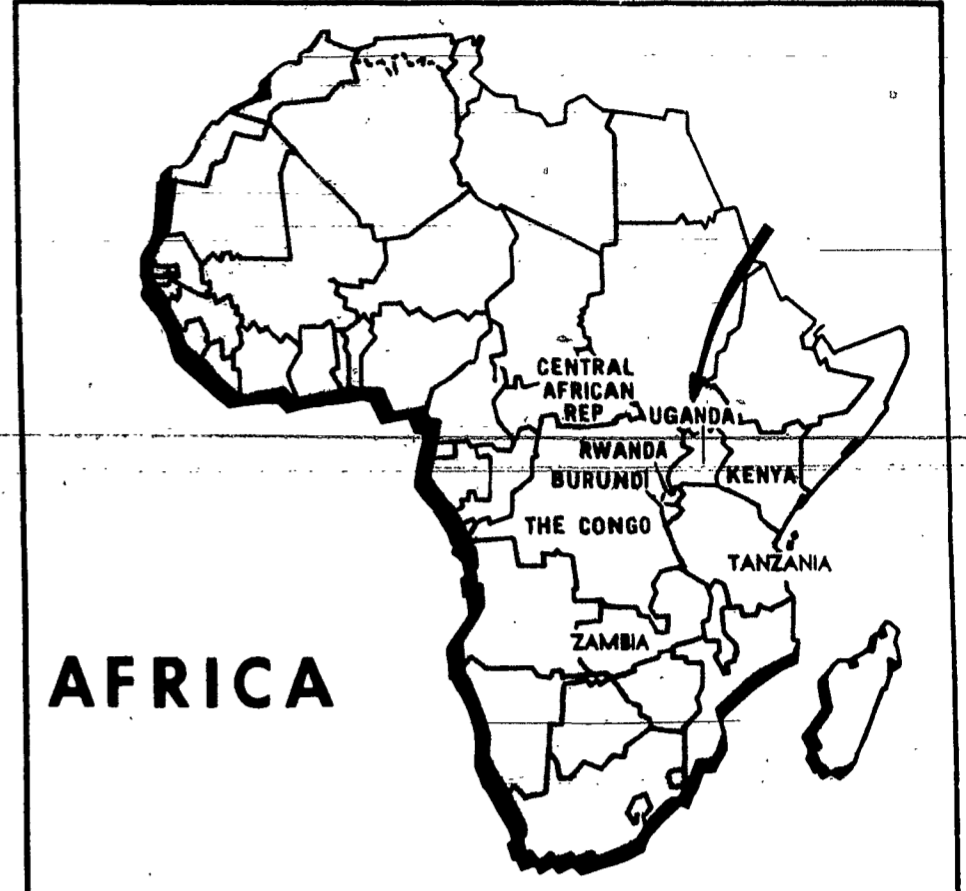 CENTRAL
AFRICAN
REP
UGANDA
RWANDA
BURUNDI
KENYA
THE CONGO
TANZANIA
ZAMBIA
AFRICA